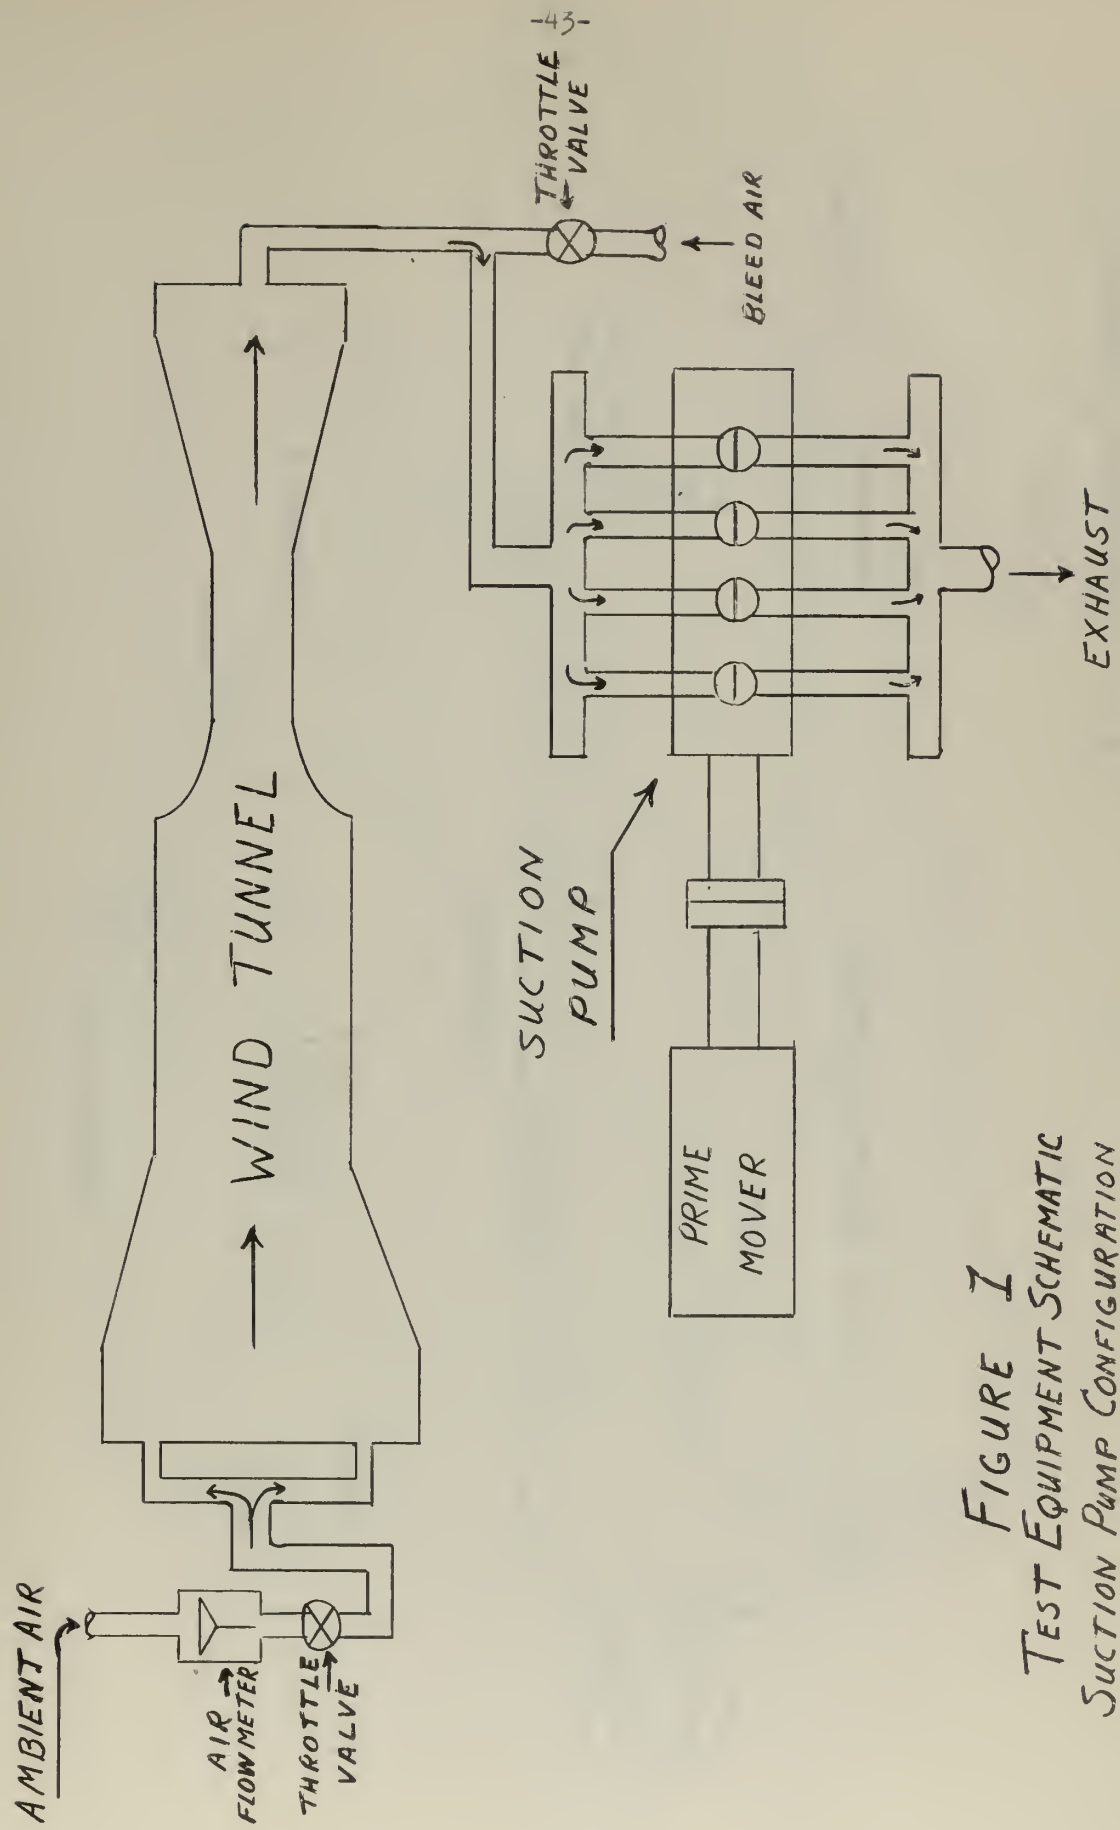 -43-
AMBIENT AIR
AIR
FLOWMETER
THROTTLE
VALVE
WIND TUNNEL
THROTTLE
VALVE
BLEED AIR
SUCTION
PUMP
PRIME
MOVER
EXHAUST
FIGURE I
TEST EQUIPMENT SCHEMATIC
SUCTION PUMP CONFIGURATION